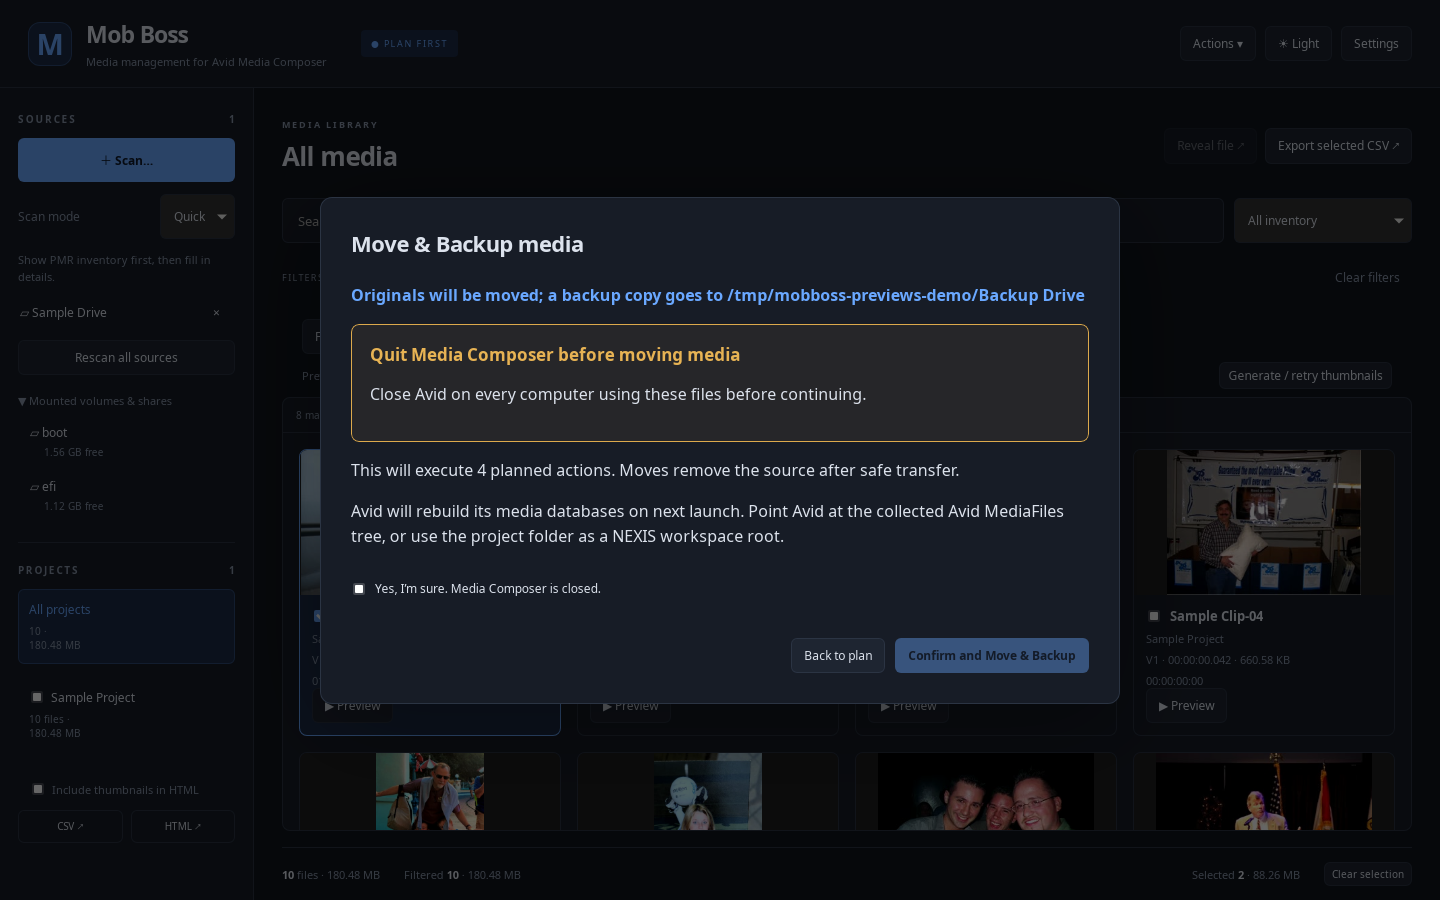 M
Mob Boss
Media management for Avid Media Composer
● PLAN FIRST
Actions ▾
☀ Light
Settings
SOURCES 1
+ Scan...
Scan mode
Quick
Show PMR inventory first, then fill in
details.
Sample Drive ×
Rescan all sources
▼ Mounted volumes & shares
boot
1.56 GB free
efi
1.12 GB free
PROJECTS 1
All projects
10 ·
180.48 MB
Sample Project
10 files ·
180.48 MB
Include thumbnails in HTML
CSV ↗
HTML ↗
MEDIA LIBRARY
All media
Reveal file ↗
Export selected CSV ↗
Sea
All inventory
FILTERS
Clear filters
Pre
Generate / retry thumbnails
8 ma
Move & Backup media
Originals will be moved; a backup copy goes to /tmp/mobboss-previews-demo/Backup Drive
Quit Media Composer before moving media
Close Avid on every computer using these files before continuing.
This will execute 4 planned actions. Moves remove the source after safe transfer.
Avid will rebuild its media databases on next launch. Point Avid at the collected Avid MediaFiles
tree, or use the project folder as a NEXIS workspace root.
Yes, I'm sure. Media Composer is closed.
Back to plan
Confirm and Move & Backup
▶ Preview
▶ Preview
▶ Preview
Sample Clip-04
Sample Project
V1 · 00:00:00.042 · 660.58 KB
00:00:00:00
▶ Preview
10 files · 180.48 MB
Filtered 10 · 180.48 MB
Selected 2 · 88.26 MB
Clear selection